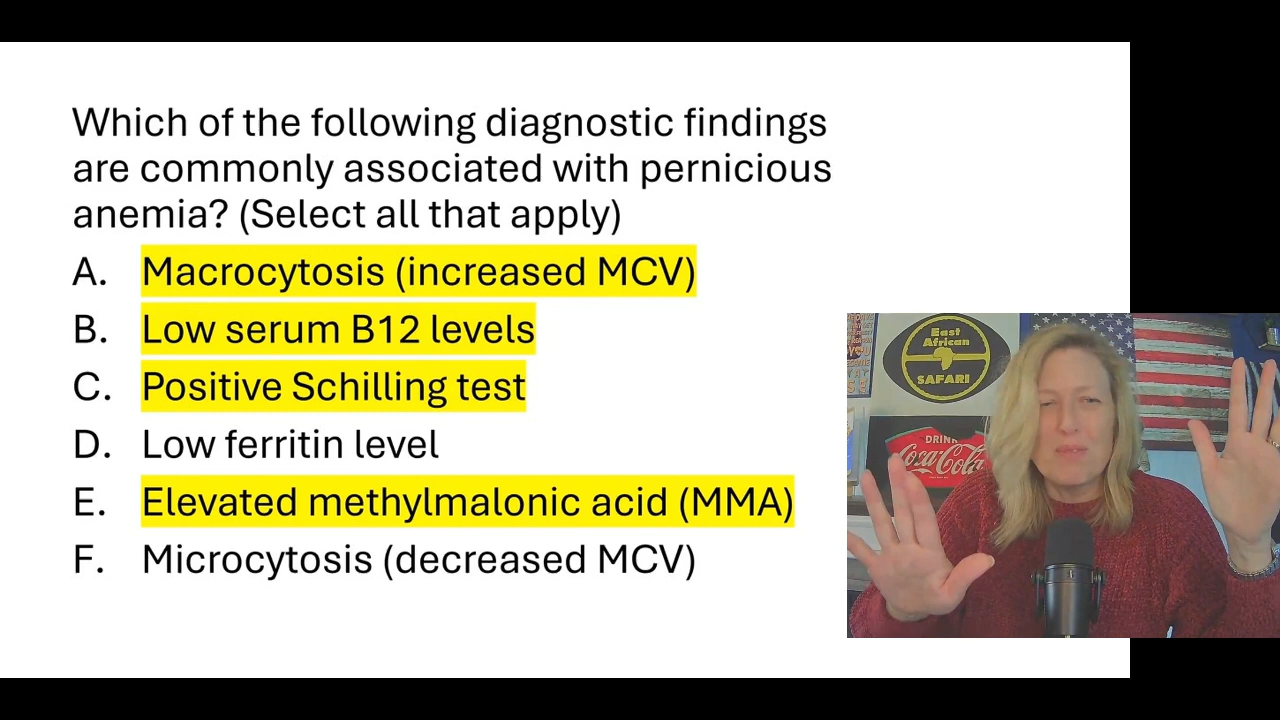 Which of the following diagnostic findings
are commonly associated with pernicious
anemia? (Select all that apply)
A. Macrocytosis (increased MCV)
B. Low serum B12 levels
C. Positive Schilling test
D. Low ferritin level
E. Elevated methylmalonic acid (MMA)
F. Microcytosis (decreased MCV)
East
African
SAFARI
DRINK
Coca-Cola